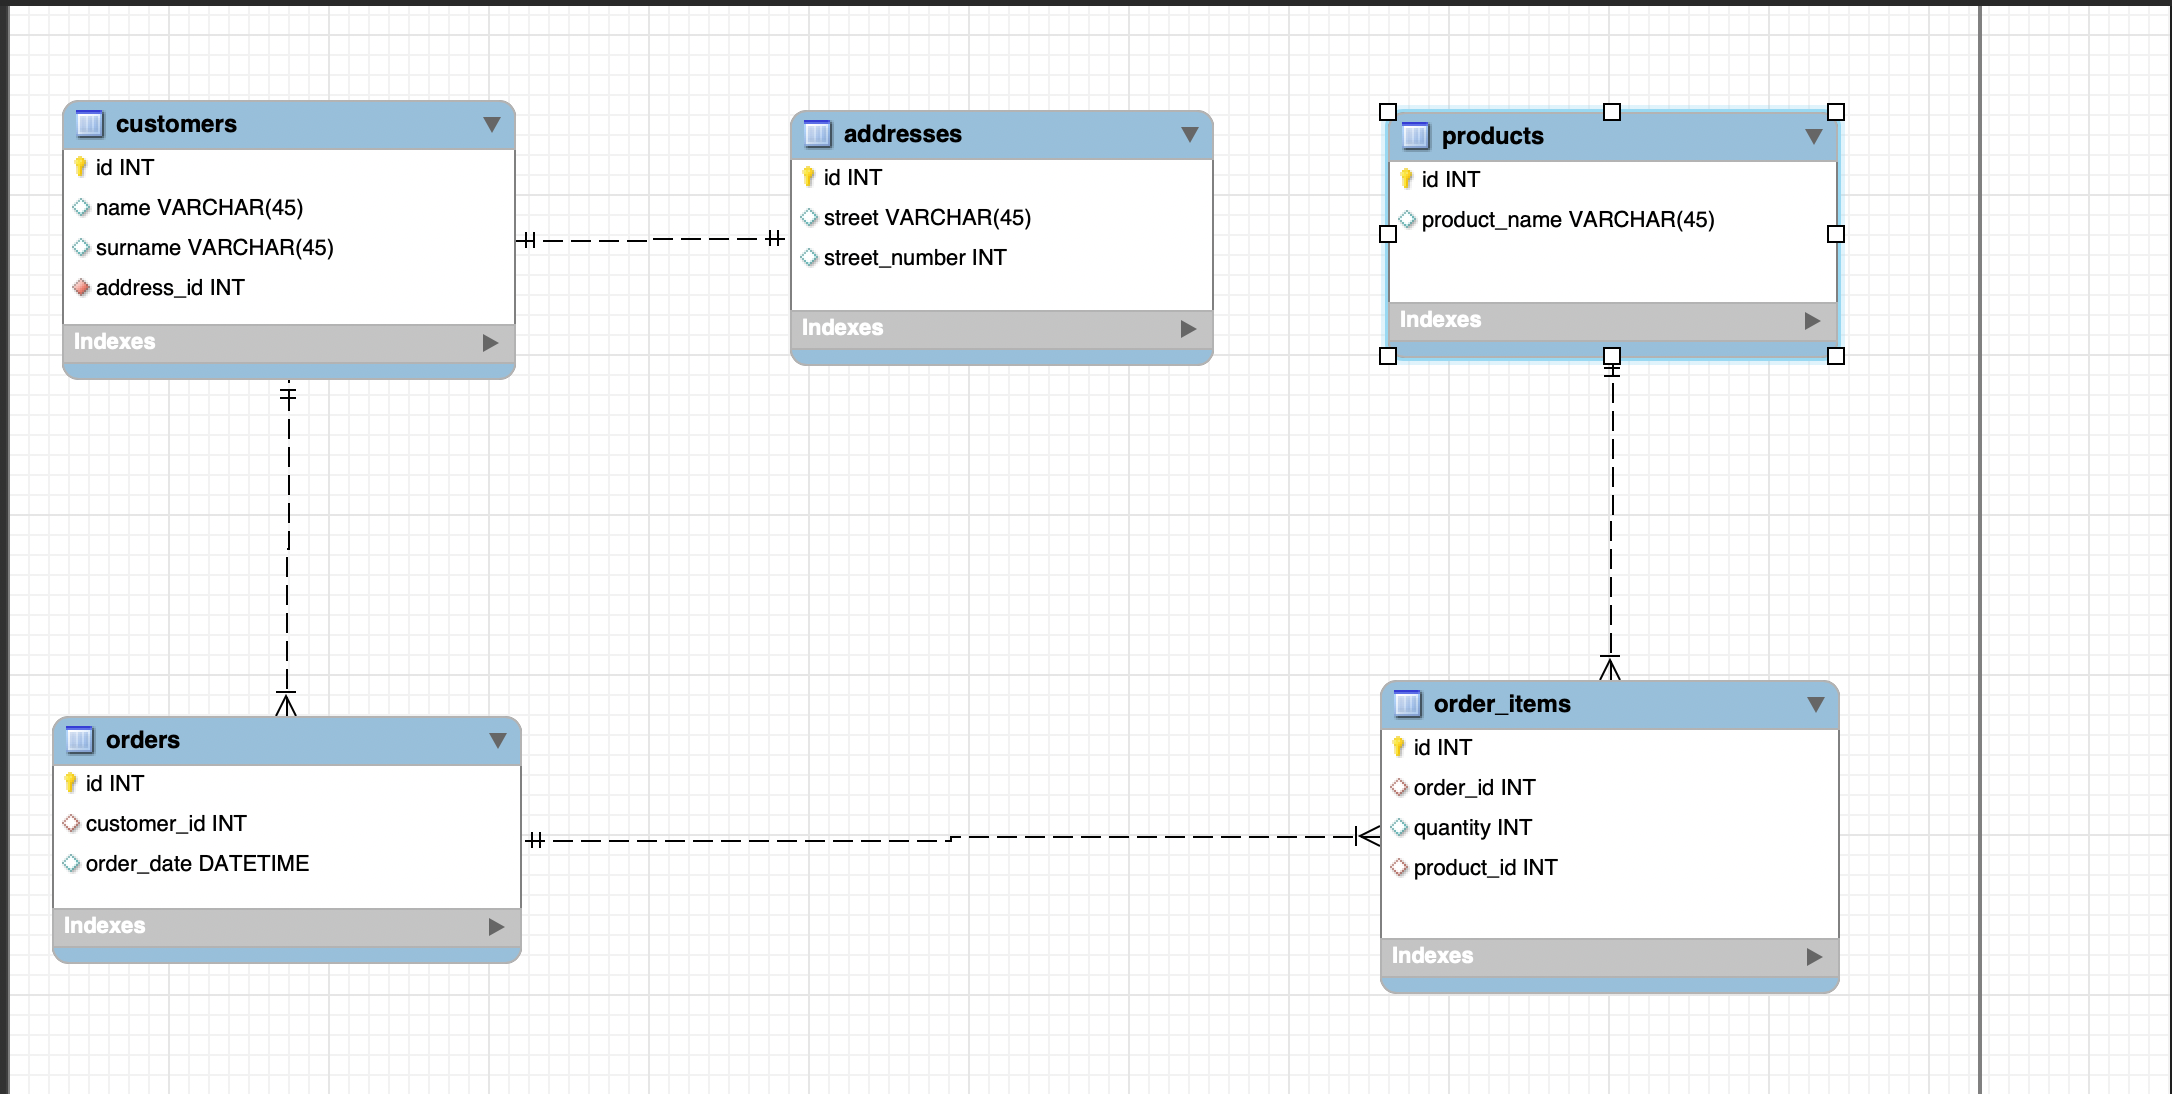 customers
id INT
name VARCHAR(45)
surname VARCHAR(45)
address_id INT
Indexes
addresses
id INT
street VARCHAR(45)
street_number INT
Indexes
products
id INT
product_name VARCHAR(45)
Indexes
orders
id INT
customer_id INT
order_date DATETIME
Indexes
order_items
id INT
order_id INT
quantity INT
product_id INT
Indexes